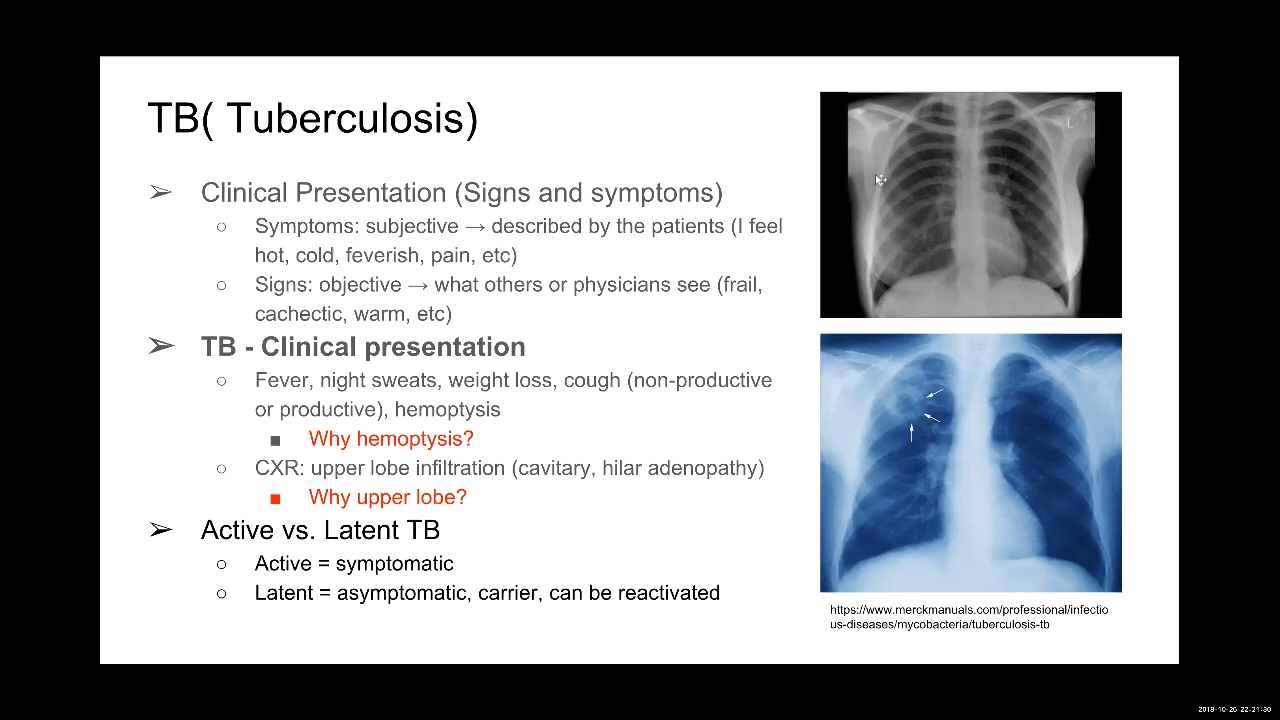 TB( Tuberculosis)
➢ Clinical Presentation (Signs and symptoms)
○ Symptoms: subjective → described by the patients (I feel
hot, cold, feverish, pain, etc)
○ Signs: objective → what others or physicians see (frail,
cachectic, warm, etc)
➢ TB - Clinical presentation
○ Fever, night sweats, weight loss, cough (non-productive
or productive), hemoptysis
■ Why hemoptysis?
○ CXR: upper lobe infiltration (cavitary, hilar adenopathy)
■ Why upper lobe?
➢ Active vs. Latent TB
○ Active = symptomatic
○ Latent = asymptomatic, carrier, can be reactivated
L
https://www.merckmanuals.com/professional/infectio
us-diseases/mycobacteria/tuberculosis-tb
2018-10-26 22:21:30